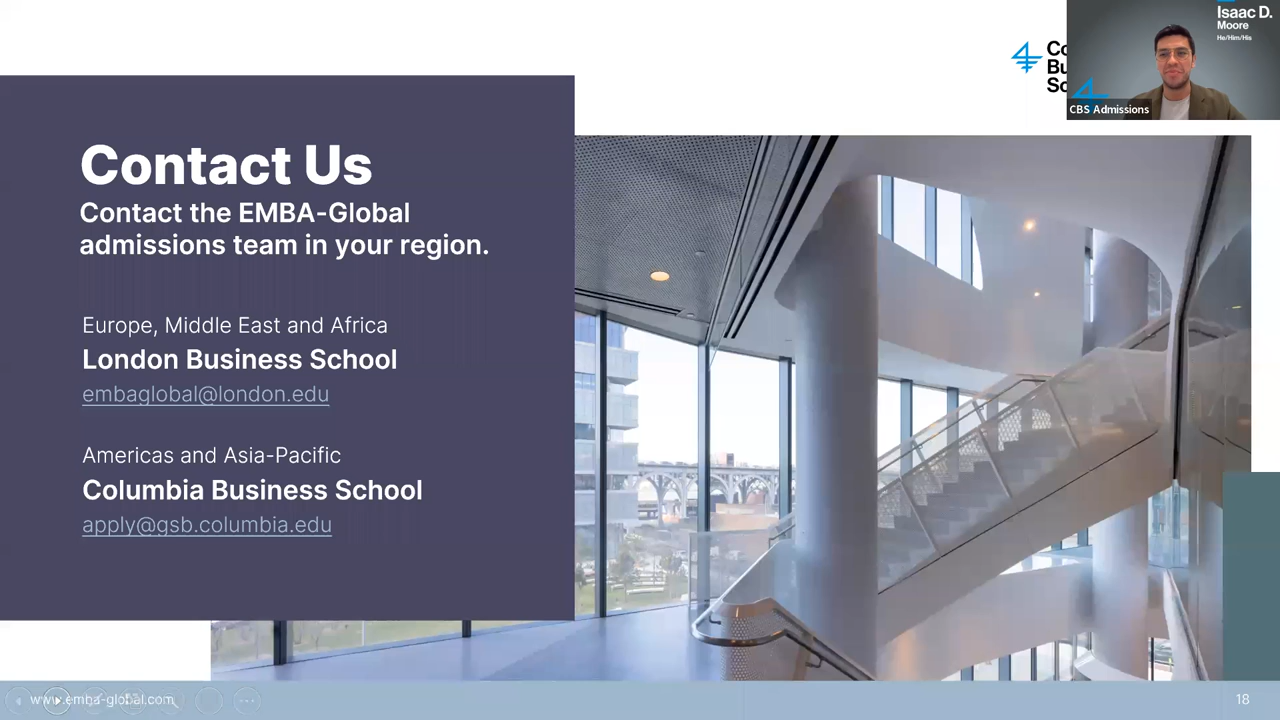 Isaac D.
Moore
He/Him/His
CBS Admissions
Contact Us
Contact the EMBA-Global
admissions team in your region.
Europe, Middle East and Africa
London Business School
embaglobal@london.edu
Americas and Asia-Pacific
Columbia Business School
apply@gsb.columbia.edu
www.emba-global.com
18